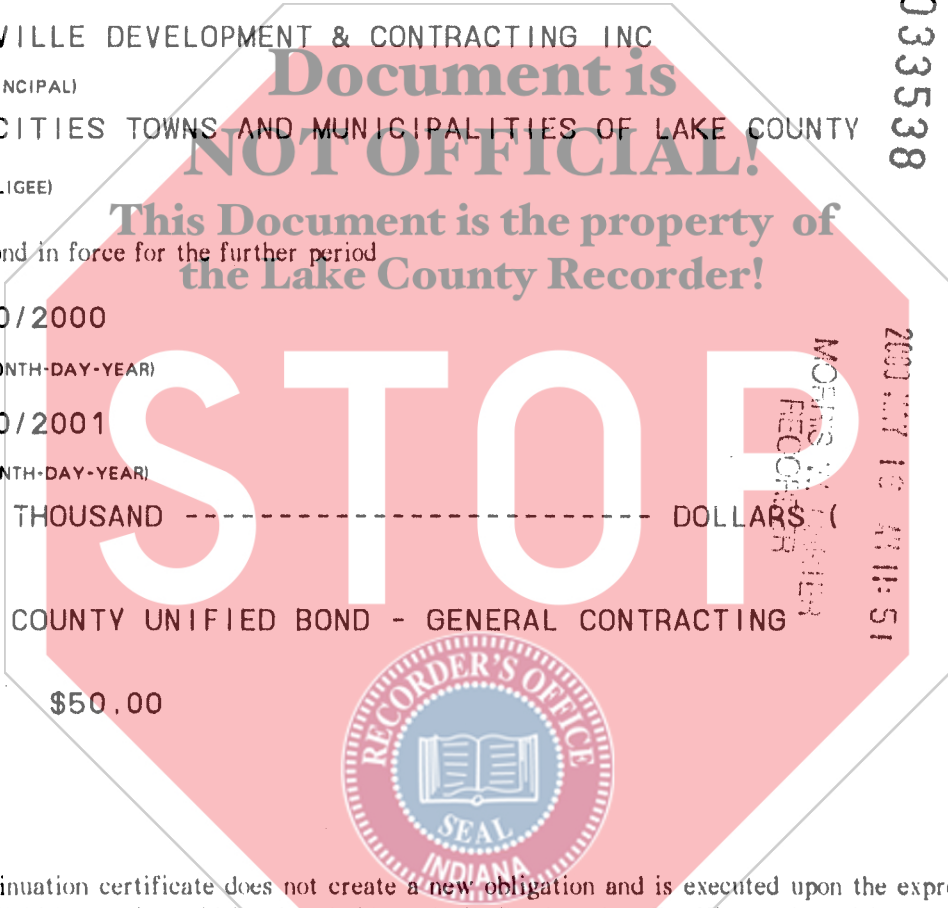 VILLE DEVELOPMENT & CONTRACTING INC
NCIPAL)
CITIES TOWNS AND MUNICIPALITIES OF LAKE COUNTY
LIGEE)
Document is
NOT OFFICIAL!
This Document is the property of
the Lake County Recorder!
nd in force for the further period
0/2000
NTH-DAY-YEAR)
0/2001
NTH-DAY-YEAR)
STOP
THOUSAND ------------------------- DOLLARS (
COUNTY UNIFIED BOND - GENERAL CONTRACTING
$50.00
RECORDER'S OFFICE
SEAL
INDIANA
inuation certificate does not create a new obligation and is executed upon the expr
03538
RECORDER